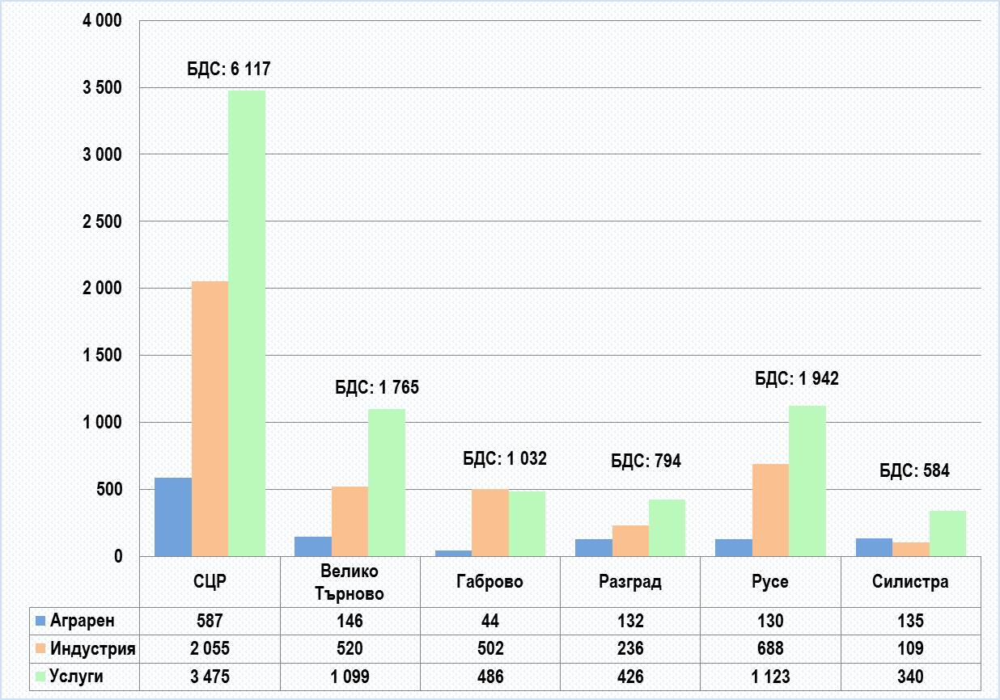 4 000
3 500
3 000
2 500
2 000
1 500
1 000
500
0
БДС: 6 117
БДС: 1 765
БДС: 1 032
БДС: 794
БДС: 1 942
БДС: 584
СЦР Велико Търново Габрово Разград Русе Силистра
Аграрен 587 146 44 132 130 135
Индустрия 2 055 520 502 236 688 109
Услуги 3 475 1 099 486 426 1 123 340